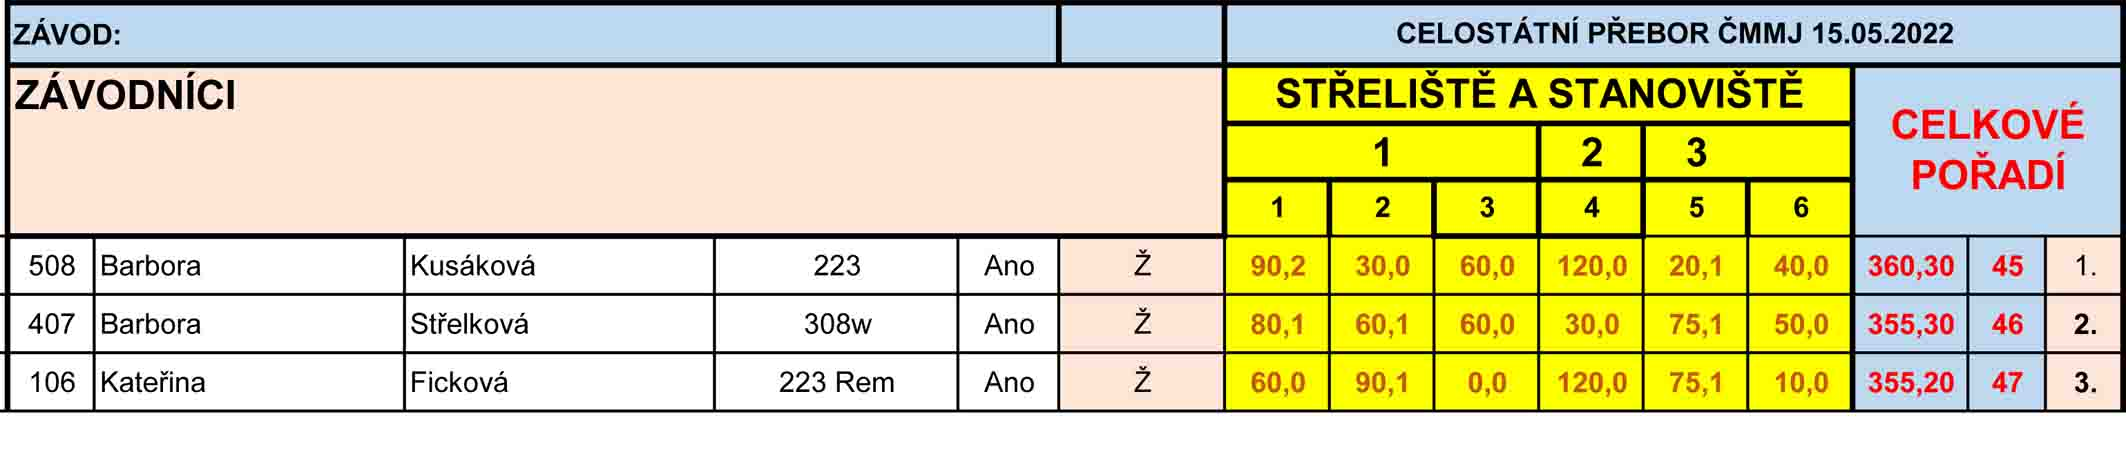 ZÁVOD: CELOSTÁTNÍ PŘEBOR ČMMJ 15.05.2022
ZÁVODNÍCI STŘELIŠTĚ A STANOVIŠTĚ CELKOVÉ POŘADÍ
1 2 3
1 2 3 4 5 6
508 Barbora Kusáková 223 Ano Ž 90,2 30,0 60,0 120,0 20,1 40,0 360,30 45 1.
407 Barbora Střelková 308w Ano Ž 80,1 60,1 60,0 30,0 75,1 50,0 355,30 46 2.
106 Kateřina Ficková 223 Rem Ano Ž 60,0 90,1 0,0 120,0 75,1 10,0 355,20 47 3.